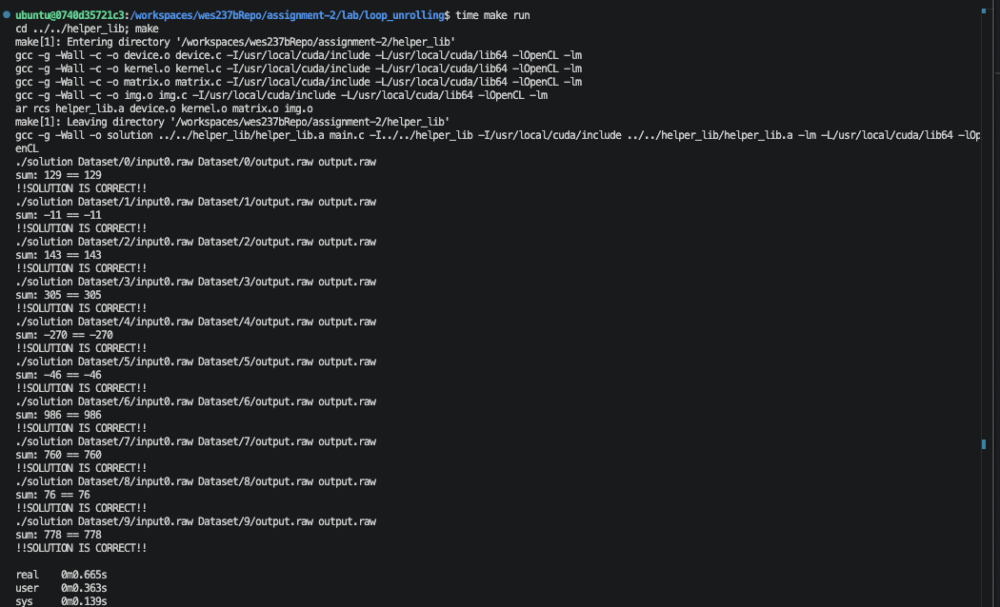 ubuntu@0740d35721c3:/workspaces/wes237bRepo/assignment-2/lab/loop_unrolling$ time make run
cd ../../helper_lib; make
make[1]: Entering directory '/workspaces/wes237bRepo/assignment-2/helper_lib'
gcc -g -Wall -c -o device.o device.c -I/usr/local/cuda/include -L/usr/local/cuda/lib64 -lOpenCL -lm
gcc -g -Wall -c -o kernel.o kernel.c -I/usr/local/cuda/include -L/usr/local/cuda/lib64 -lOpenCL -lm
gcc -g -Wall -c -o matrix.o matrix.c -I/usr/local/cuda/include -L/usr/local/cuda/lib64 -lOpenCL -lm
gcc -g -Wall -c -o img.o img.c -I/usr/local/cuda/include -L/usr/local/cuda/lib64 -lOpenCL -lm
ar rcs helper_lib.a device.o kernel.o matrix.o img.o
make[1]: Leaving directory '/workspaces/wes237bRepo/assignment-2/helper_lib'
gcc -g -Wall -o solution ../../helper_lib/helper_lib.a main.c -I../../helper_lib -I/usr/local/cuda/include ../../helper_lib/helper_lib.a -lm -L/usr/local/cuda/lib64 -lOp
enCL
./solution Dataset/0/input0.raw Dataset/0/output.raw output.raw
sum: 129 == 129
!!SOLUTION IS CORRECT!!
./solution Dataset/1/input0.raw Dataset/1/output.raw output.raw
sum: -11 == -11
!!SOLUTION IS CORRECT!!
./solution Dataset/2/input0.raw Dataset/2/output.raw output.raw
sum: 143 == 143
!!SOLUTION IS CORRECT!!
./solution Dataset/3/input0.raw Dataset/3/output.raw output.raw
sum: 305 == 305
!!SOLUTION IS CORRECT!!
./solution Dataset/4/input0.raw Dataset/4/output.raw output.raw
sum: -270 == -270
!!SOLUTION IS CORRECT!!
./solution Dataset/5/input0.raw Dataset/5/output.raw output.raw
sum: -46 == -46
!!SOLUTION IS CORRECT!!
./solution Dataset/6/input0.raw Dataset/6/output.raw output.raw
sum: 986 == 986
!!SOLUTION IS CORRECT!!
./solution Dataset/7/input0.raw Dataset/7/output.raw output.raw
sum: 760 == 760
!!SOLUTION IS CORRECT!!
./solution Dataset/8/input0.raw Dataset/8/output.raw output.raw
sum: 76 == 76
!!SOLUTION IS CORRECT!!
./solution Dataset/9/input0.raw Dataset/9/output.raw output.raw
sum: 778 == 778
!!SOLUTION IS CORRECT!!
real 0m0.665s
user 0m0.363s
sys 0m0.139s